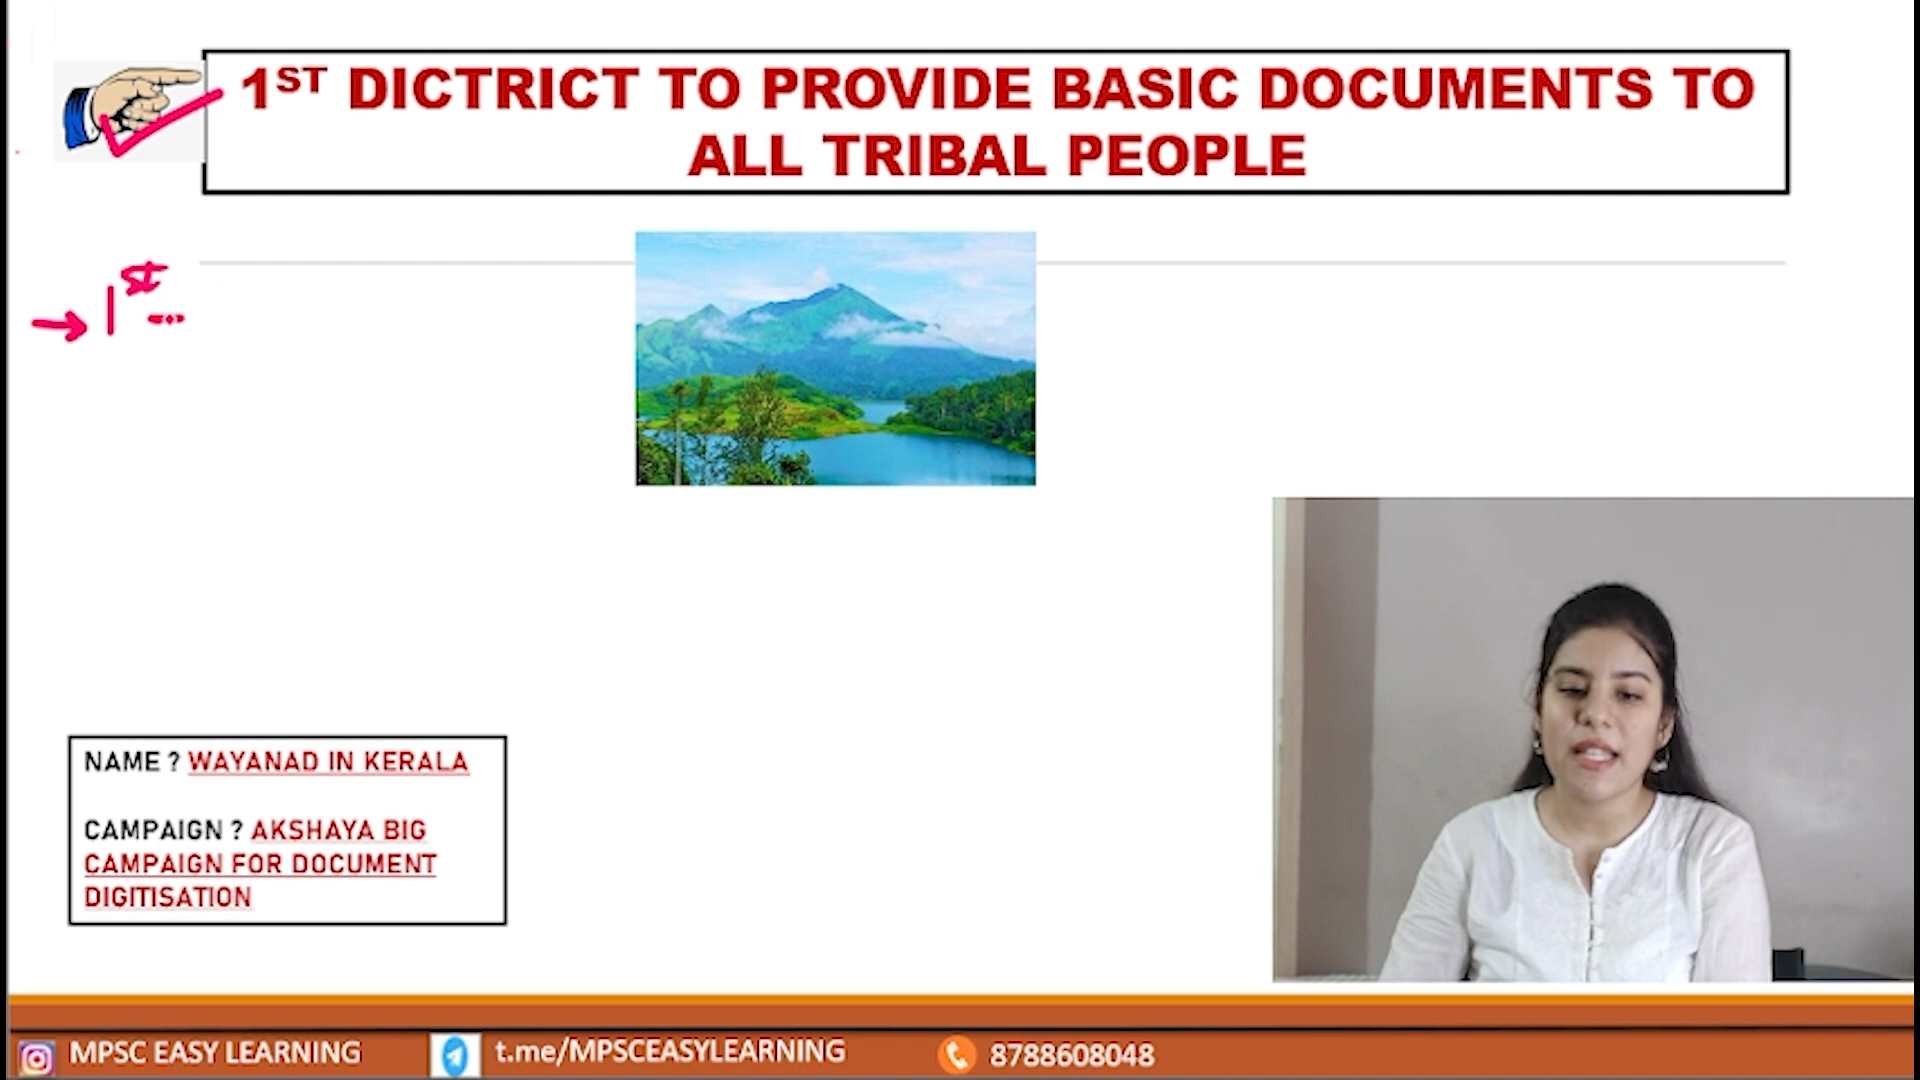 1ST DICTRICT TO PROVIDE BASIC DOCUMENTS TO
ALL TRIBAL PEOPLE
→ 1st ...
NAME ? WAYANAD IN KERALA
CAMPAIGN ? AKSHAYA BIG
CAMPAIGN FOR DOCUMENT
DIGITISATION
MPSC EASY LEARNING
t.me/MPSCEASYLEARNING
8788608048